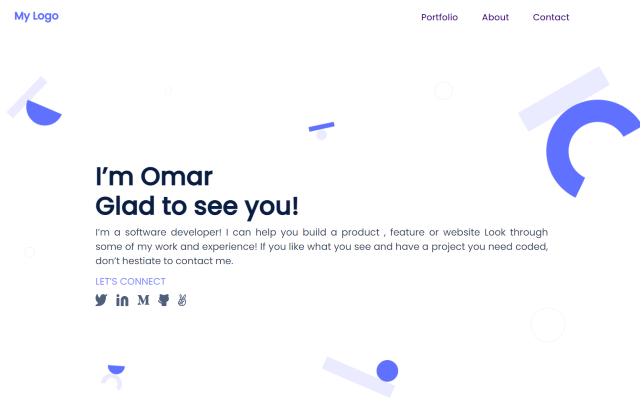 My Logo
Portfolio About Contact
I'm Omar
Glad to see you!
I'm a software developer! I can help you build a product , feature or website Look through
some of my work and experience! If you like what you see and have a project you need coded,
don't hestiate to contact me.
LET'S CONNECT